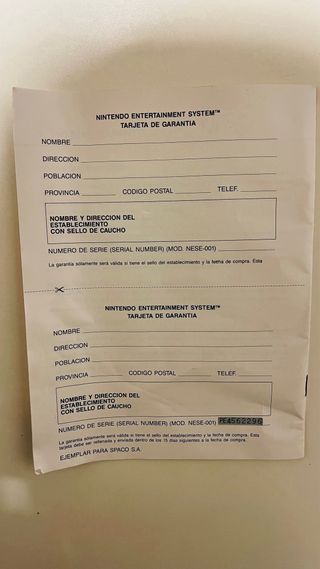 NINTENDO ENTERTAINMENT SYSTEM™
TARJETA DE GARANTIA
NOMBRE
DIRECCION
POBLACION
PROVINCIA CODIGO POSTAL TELEF.
NOMBRE Y DIRECCION DEL
ESTABLECIMIENTO
CON SELLO DE CAUCHO
NUMERO DE SERIE (SERIAL NUMBER) (MOD. NESE-001)
La garantía sólamente será válida si tiene el sello del establecimiento y la fecha de compra. Esta
NINTENDO ENTERTAINMENT SYSTEM™
TARJETA DE GARANTIA
NOMBRE
DIRECCION
POBLACION
PROVINCIA CODIGO POSTAL TELEF.
NOMBRE Y DIRECCION DEL
ESTABLECIMIENTO
CON SELLO DE CAUCHO
NUMERO DE SERIE (SERIAL NUMBER) (MOD. NESE-001) PE4562296
La garantía sólamente será válida si tiene el sello del establecimiento y la fecha de compra. Esta
tarjeta debe ser rellenada y enviada dentro de los 15 días siguientes a la fecha de compra.
EJEMPLAR PARA SPACO S.A.